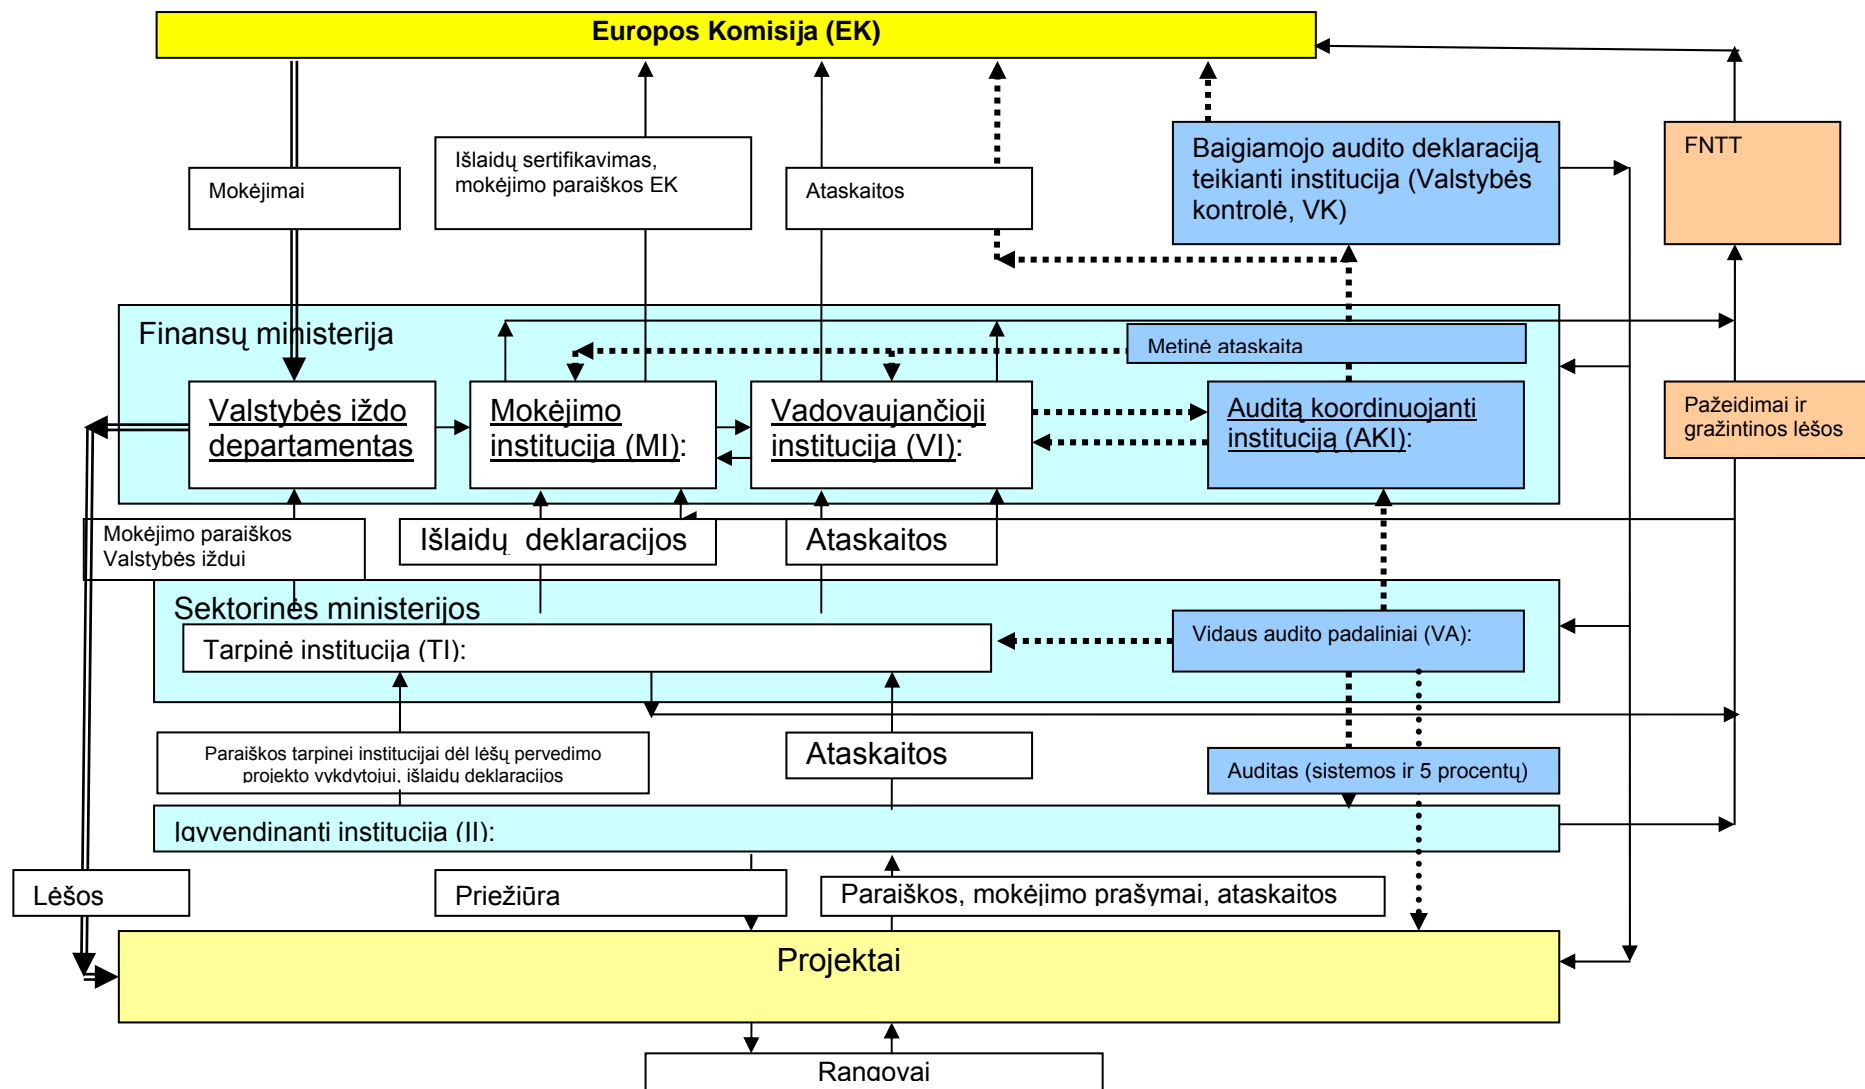 Europos Komisija (EK)
Mokėjimai
Išlaidų sertifikavimas,
mokėjimo paraiškos EK
Ataskaitos
Baigiamojo audito deklaraciją
teikianti institucija (Valstybės
kontrolė, VK)
FNTT
Finansų ministerija
Metinė ataskaita
Valstybės iždo
departamentas
Mokėjimo
institucija (MI):
Vadovaujančioji
institucija (VI):
Auditą koordinuojanti
instituciją (AKI):
Pažeidimai ir
gražintinos lėšos
Mokėjimo paraiškos
Valstybės iždui
Išlaidų deklaracijos
Ataskaitos
Sektorinės ministerijos
Tarpinė institucija (TI):
Vidaus audito padaliniai (VA):
Paraiškos tarpinei institucijai dėl lėšų pervedimo
projekto vykdytojui, išlaidų deklaracijos
Ataskaitos
Auditas (sistemos ir 5 procentų)
Įgyvendinanti institucija (II):
Lėšos
Priežiūra
Paraiškos, mokėjimo prašymai, ataskaitos
Projektai
Rangovai